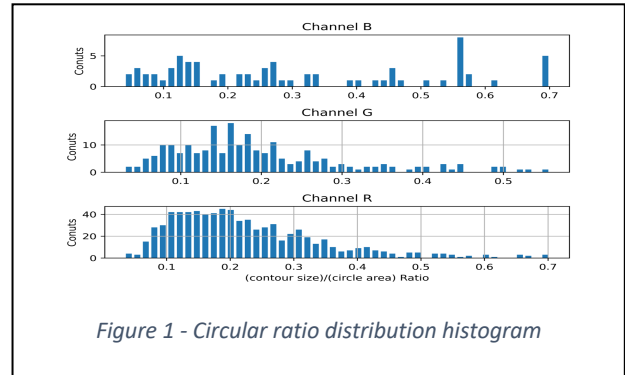 Channel B
Conuts
5
0
0.1 0.2 0.3 0.4 0.5 0.6 0.7
Channel G
Conuts
10
0
0.1 0.2 0.3 0.4 0.5
Channel R
Conuts
40
20
0
0.1 0.2 0.3 0.4 0.5 0.6 0.7
(contour size)/(circle area) Ratio
Figure 1 - Circular ratio distribution histogram